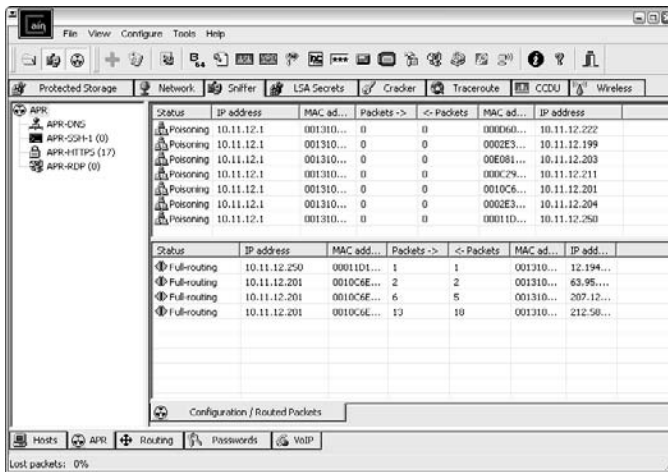 ain
File View Configure Tools Help
Protected Storage Network Sniffer LSA Secrets Cracker Traceroute CCDU Wireless
APR
APR-DNS
APR-SSH-1 (0)
APR-HTTPS (17)
APR-RDP (0)
Status IP address MAC ad... Packets -> <- Packets MAC ad... IP address
Poisoning 10.11.12.1 001310... 0 0 000D60... 10.11.12.222
Poisoning 10.11.12.1 001310... 0 0 0002E3... 10.11.12.199
Poisoning 10.11.12.1 001310... 0 0 00E081... 10.11.12.203
Poisoning 10.11.12.1 001310... 0 0 000C29... 10.11.12.211
Poisoning 10.11.12.1 001310... 0 0 0010C6... 10.11.12.201
Poisoning 10.11.12.1 001310... 0 0 0002E3... 10.11.12.204
Poisoning 10.11.12.1 001310... 0 0 00011D... 10.11.12.250
Status IP address MAC add... Packets -> <- Packets MAC ad... IP add...
Full-routing 10.11.12.250 00011D1... 1 1 001310... 12.194...
Full-routing 10.11.12.201 0010C6E... 2 2 001310... 63.95....
Full-routing 10.11.12.201 0010C6E... 6 5 001310... 207.12...
Full-routing 10.11.12.201 0010C6E... 13 18 001310... 212.58...
Configuration / Routed Packets
Hosts APR Routing Passwords VoIP
Lost packets: 0%